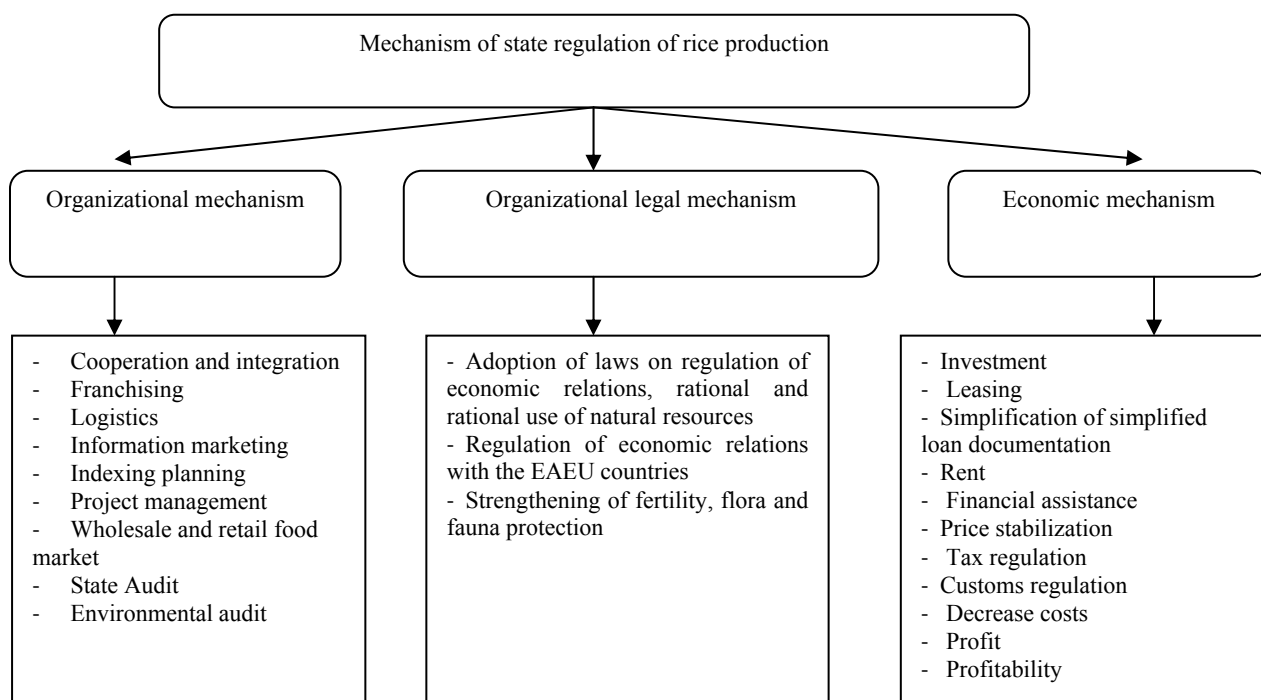 Mechanism of state regulation of rice production
Organizational mechanism
Organizational legal mechanism
Economic mechanism
- Cooperation and integration
- Franchising
- Logistics
- Information marketing
- Indexing planning
- Project management
- Wholesale and retail food
market
- State Audit
- Environmental audit
- Adoption of laws on regulation of
economic relations, rational and
rational use of natural resources
- Regulation of economic relations
with the EAEU countries
- Strengthening of fertility, flora and
fauna protection
- Investment
- Leasing
- Simplification of simplified
loan documentation
- Rent
- Financial assistance
- Price stabilization
- Tax regulation
- Customs regulation
- Decrease costs
- Profit
- Profitability